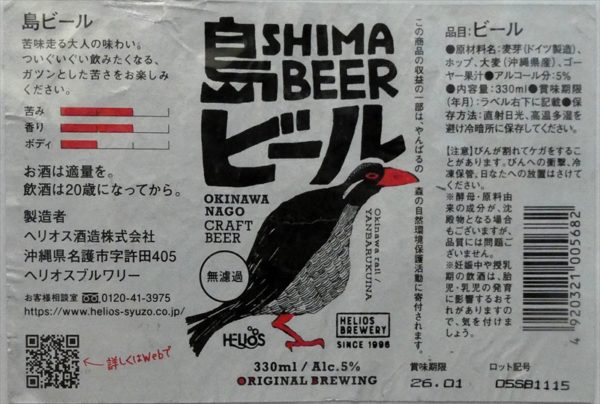 島ビール
苦味走る大人の味わい。
ついぐいぐい飲みたくなる、
ガツンとした苦さをお楽しみ
ください。
苦み
香り
ボディ
お酒は適量を。
飲酒は20歳になってから。
製造者
ヘリオス酒造株式会社
沖縄県名護市字許田405
ヘリオスブルワリー
お客様相談室 0120-41-3975
https://www.helios-syuzo.co.jp/
詳しくはWebで
島
SHIMA
BEER
ビール
OKINAWA
NAGO
CRAFT
BEER
無濾過
Okinawa rail /
YANBARUKUINA
HELIOS
HELIOS
BREWERY
SINCE 1996
330ml / Alc.5%
ORIGINAL BREWING
この商品の収益の一部は、やんばるの森の自然環境保護活動に寄付されます。
品目:ビール
●原材料名:麦芽(ドイツ製造)、
ホップ、大麦(沖縄県産)、ゴー
ヤー果汁●アルコール分:5%
●内容量:330ml●賞味期限
(年月):ラベル右下に記載●保
存方法:直射日光、高温多湿を
避け冷暗所に保存してください。
【注意】びんが割れてケガをするこ
とがあります。びんへの衝撃、冷
凍保管、日なたへの放置はさけて
ください。
※酵母・原料由
来の成分が、沈
殿物となる場合
もございますが、
品質には問題ご
ざいません。
※妊娠中や授乳
期の飲酒は、胎
児・乳児の発育
に影響するおそ
れがありますの
で、気を付けま
しょう。
4920321005682
賞味期限
26.01
ロット記号
05SB1115